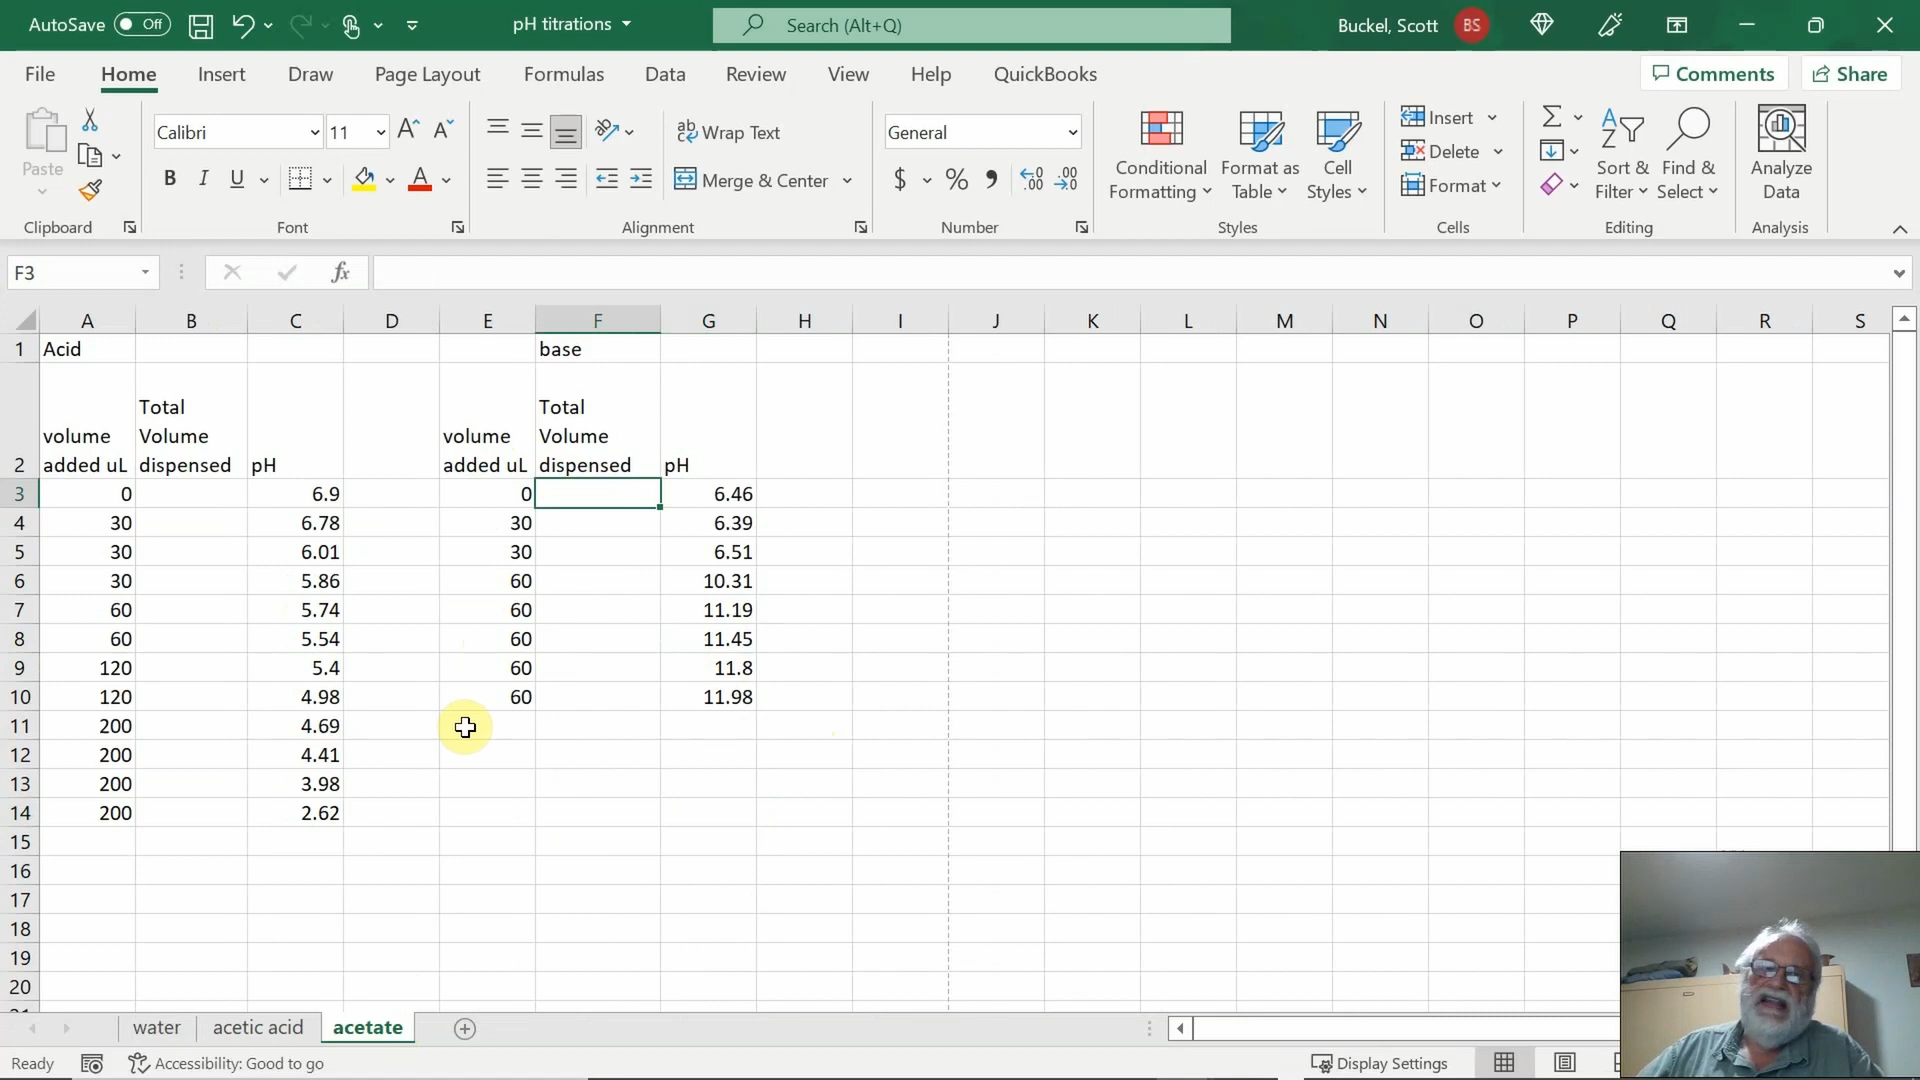 AutoSave Off pH titrations Search (Alt+Q) Buckel, Scott BS
File Home Insert Draw Page Layout Formulas Data Review View Help QuickBooks Comments Share
Paste
Clipboard
Calibri 11
B I U A
Font
Wrap Text
Merge & Center
Alignment
General
$ % 9
Number
Conditional Formatting
Format as Table
Cell Styles
Styles
Insert
Delete
Format
Cells
Sort & Filter
Find & Select
Editing
Analyze Data
Analysis
F3 fx
A B C D E F G H I J K L M N O P Q R S
1 Acid base
Total Total
volume Volume volume Volume
2 added uL dispensed pH added uL dispensed pH
3 0 6.9 0 6.46
4 30 6.78 30 6.39
5 30 6.01 30 6.51
6 30 5.86 60 10.31
7 60 5.74 60 11.19
8 60 5.54 60 11.45
9 120 5.4 60 11.8
10 120 4.98 60 11.98
11 200 4.69
12 200 4.41
13 200 3.98
14 200 2.62
15
16
17
18
19
20
water acetic acid acetate
Ready Accessibility: Good to go Display Settings